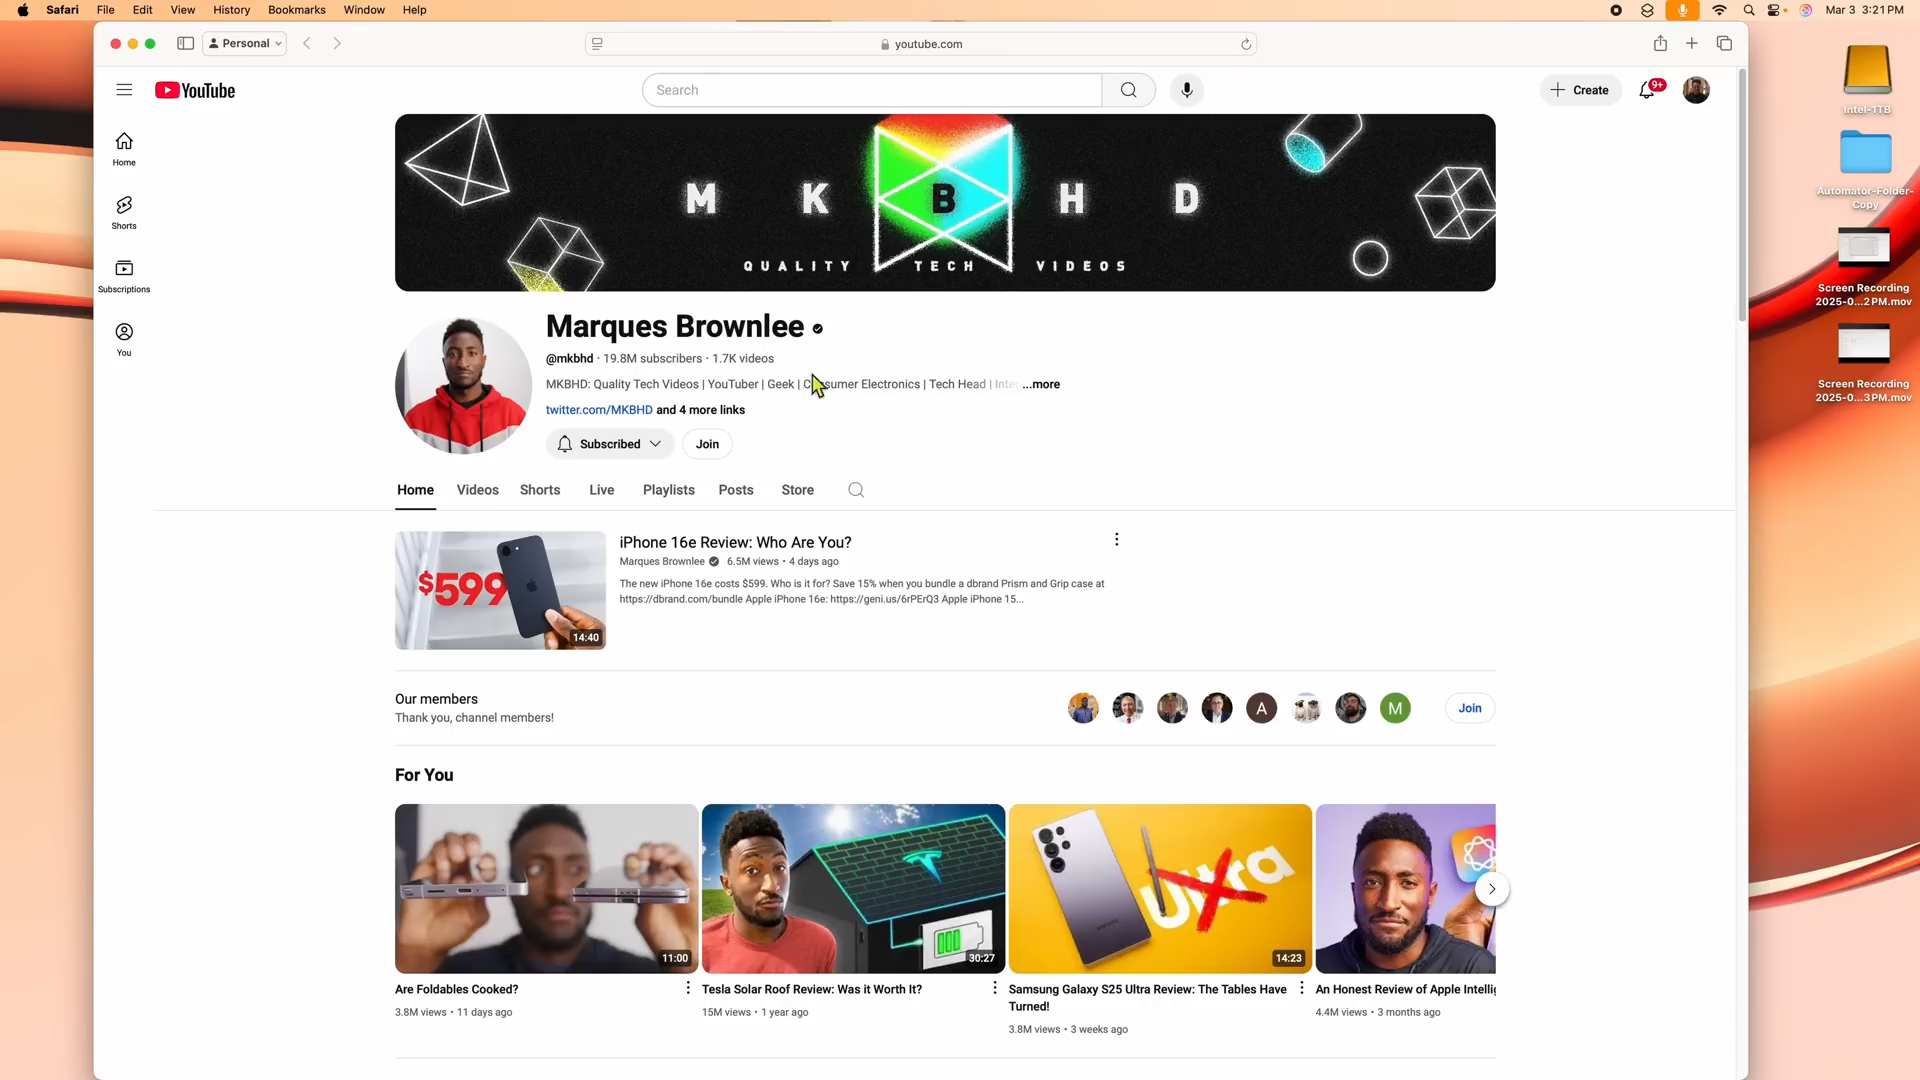 Safari File Edit View History Bookmarks Window Help Mar 3 3:21 PM
Personal youtube.com
YouTube Search Create 9+
Home
Shorts
Subscriptions
You
M K B H D
QUALITY TECH VIDEOS
Marques Brownlee
@mkbhd · 19.8M subscribers · 1.7K videos
MKBHD: Quality Tech Videos | YouTuber | Geek | Consumer Electronics | Tech Head | Inte ...more
twitter.com/MKBHD and 4 more links
Subscribed Join
Home Videos Shorts Live Playlists Posts Store
$599
14:40
iPhone 16e Review: Who Are You?
Marques Brownlee 6.5M views • 4 days ago
The new iPhone 16e costs $599. Who is it for? Save 15% when you bundle a dbrand Prism and Grip case at
https://dbrand.com/bundle Apple iPhone 16e: https://geni.us/6rPErQ3 Apple iPhone 15...
Our members
Thank you, channel members!
A M Join
For You
11:00
Are Foldables Cooked?
3.8M views • 11 days ago
30:27
Tesla Solar Roof Review: Was it Worth It?
15M views • 1 year ago
Ultra
SAMSUNG
14:23
Samsung Galaxy S25 Ultra Review: The Tables Have
Turned!
3.8M views • 3 weeks ago
An Honest Review of Apple Intellig
4.4M views • 3 months ago
Intel-1TB
Automator-Folder-
Copy
Screen Recording
2025-0...2PM.mov
Screen Recording
2025-0...3PM.mov